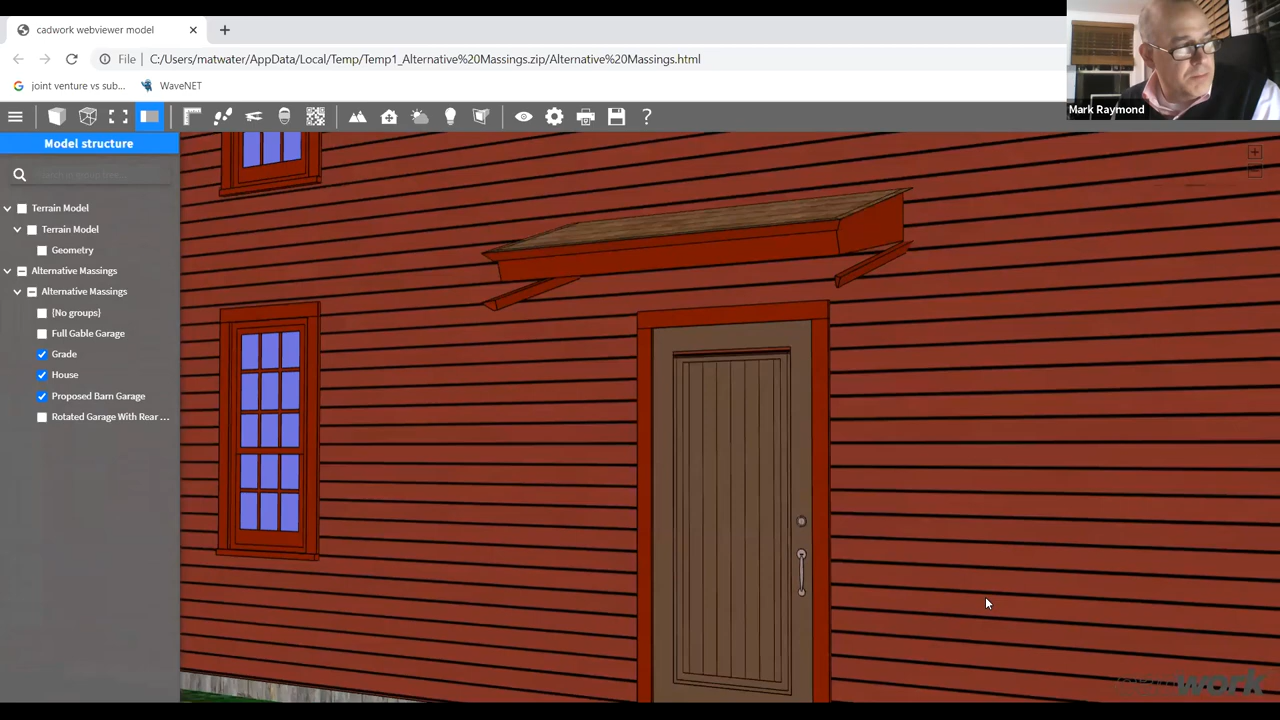 cadwork webviewer model
File
C:/Users/matwater/AppData/Local/Temp/Temp1_Alternative%20Massings.zip/Alternative%20Massings.html
joint venture vs sub...
WaveNET
Mark Raymond
Model structure
Terrain Model
Terrain Model
Geometry
Alternative Massings
Alternative Massings
(No groups)
Full Gable Garage
Grade
House
Proposed Barn Garage
Rotated Garage With Rear ...
work